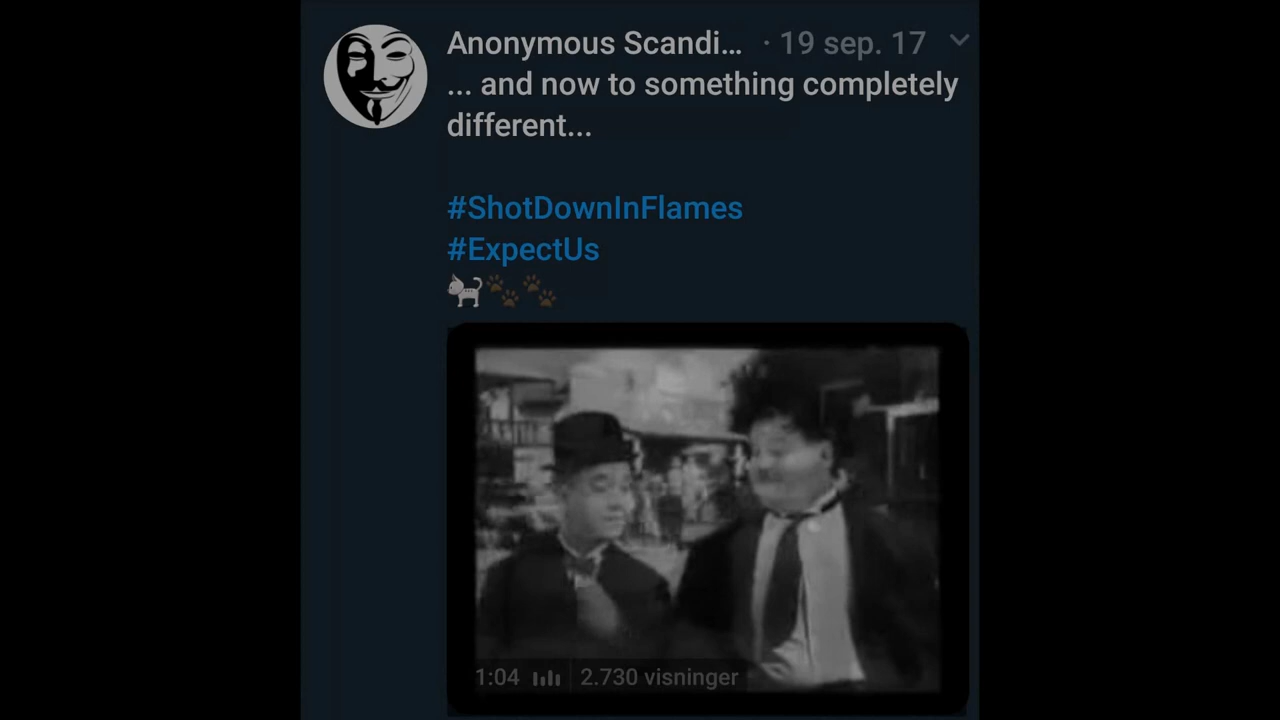 Anonymous Scandi... · 19 sep. 17
... and now to something completely
different...
#ShotDownInFlames
#ExpectUs
1:04 2.730 visninger